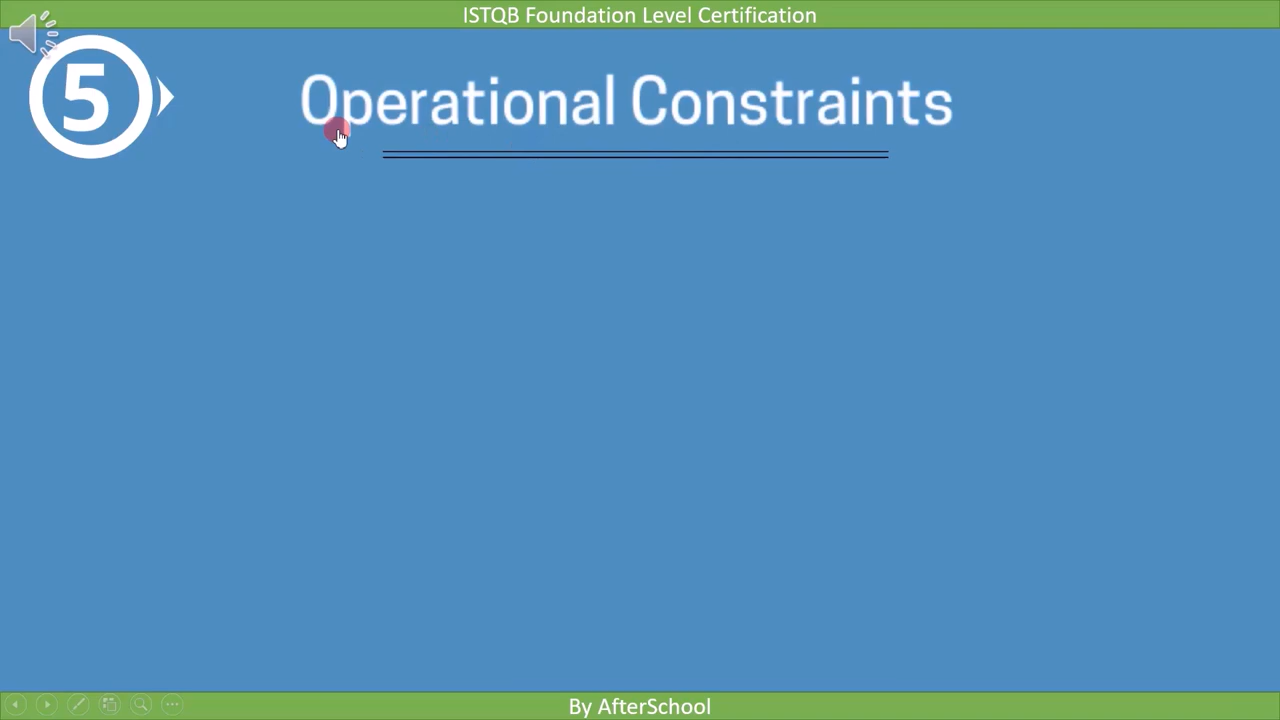 ISTQB Foundation Level Certification
5
Operational Constraints
By AfterSchool